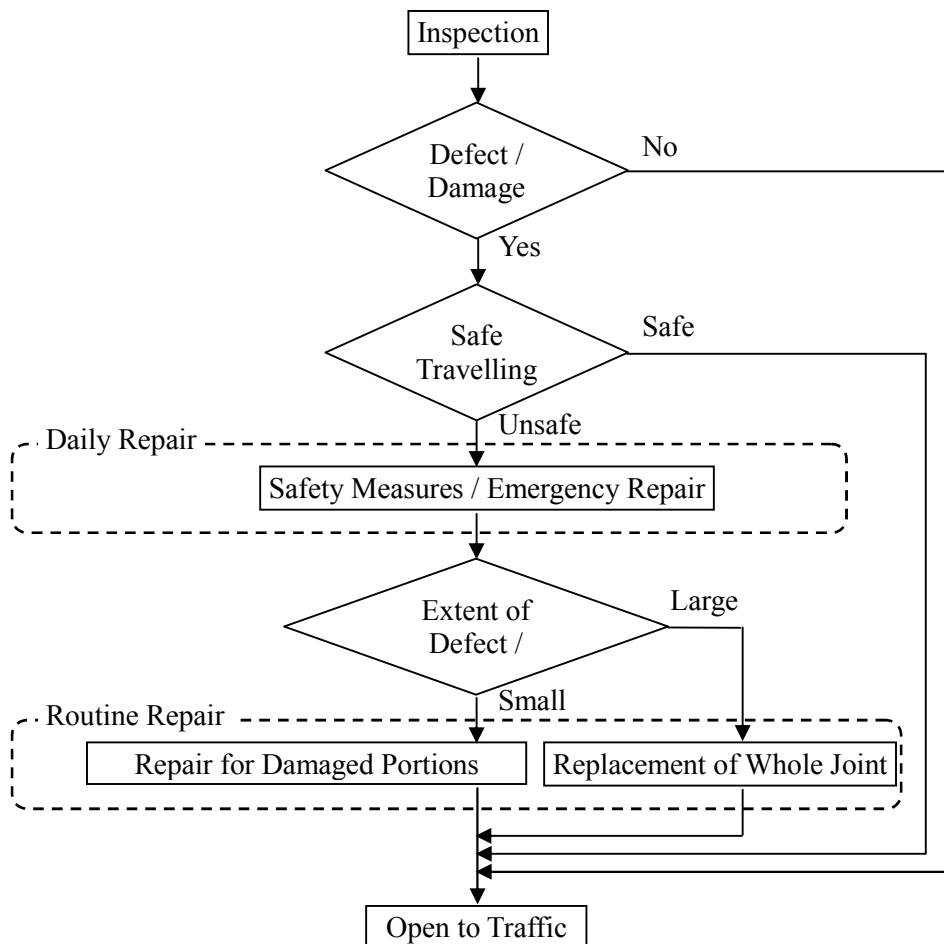 Inspection
Defect /
Damage
No
Yes
Safe
Travelling
Safe
Unsafe
Daily Repair
Safety Measures / Emergency Repair
Extent of
Defect /
Large
Small
Routine Repair
Repair for Damaged Portions
Replacement of Whole Joint
Open to Traffic